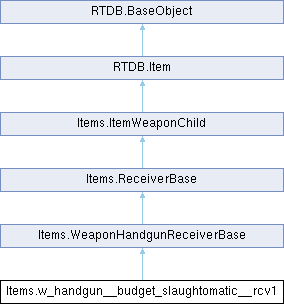 RTDB.BaseObject
RTDB.Item
Items.ItemWeaponChild
Items.ReceiverBase
Items.WeaponHandgunReceiverBase
Items.w_handgun__budget_slaughtomatic__rcv1